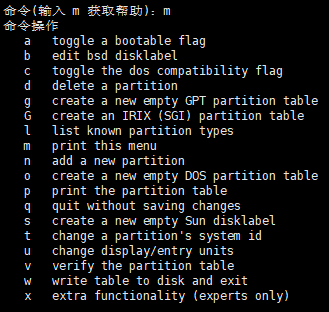 命令(输入 m 获取帮助)：m
命令操作
a toggle a bootable flag
b edit bsd disklabel
c toggle the dos compatibility flag
d delete a partition
g create a new empty GPT partition table
G create an IRIX (SGI) partition table
l list known partition types
m print this menu
n add a new partition
o create a new empty DOS partition table
p print the partition table
q quit without saving changes
s create a new empty Sun disklabel
t change a partition's system id
u change display/entry units
v verify the partition table
w write table to disk and exit
x extra functionality (experts only)